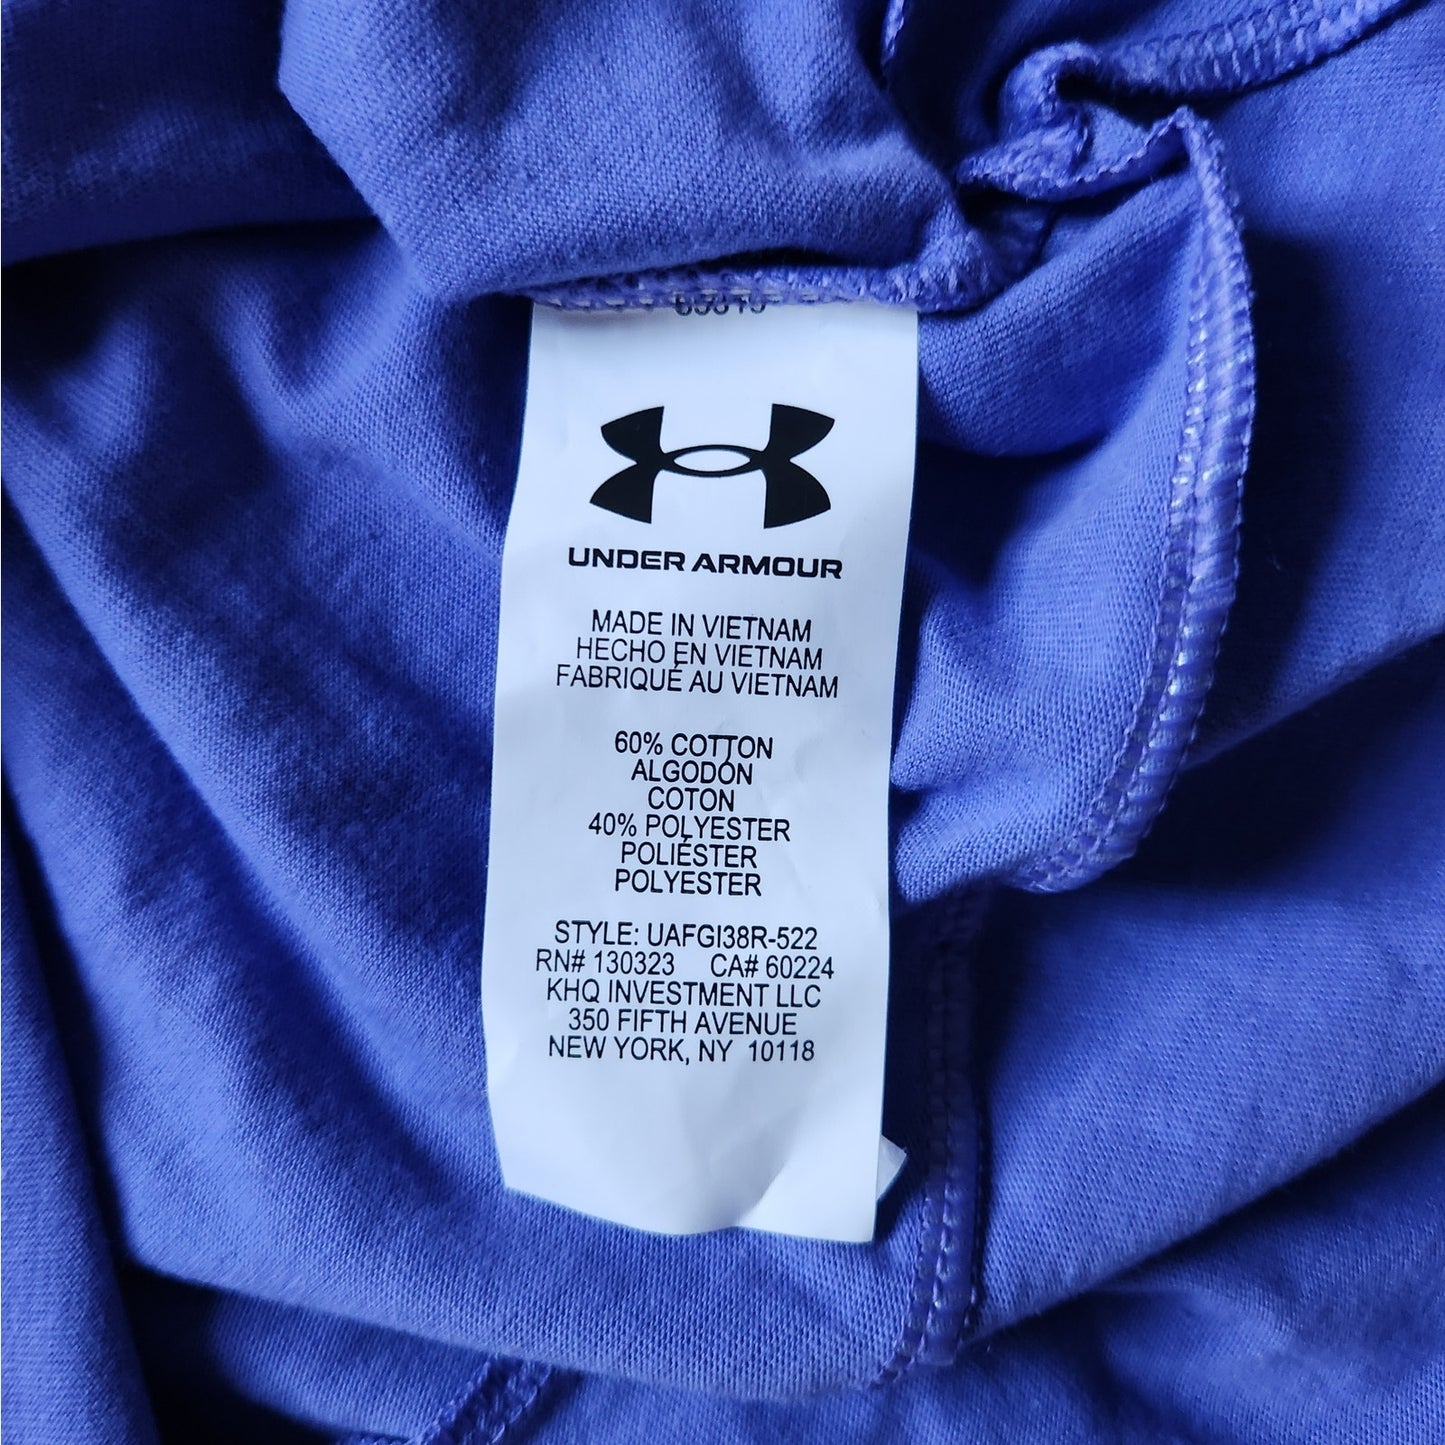 UNDER ARMOUR
MADE IN VIETNAM
HECHO EN VIETNAM
FABRIQUÉ AU VIETNAM
60% COTTON
ALGODÓN
COTON
40% POLYESTER
POLIÉSTER
POLYESTER
STYLE: UAFGI38R-522
RN# 130323 CA# 60224
KHQ INVESTMENT LLC
350 FIFTH AVENUE
NEW YORK, NY 10118